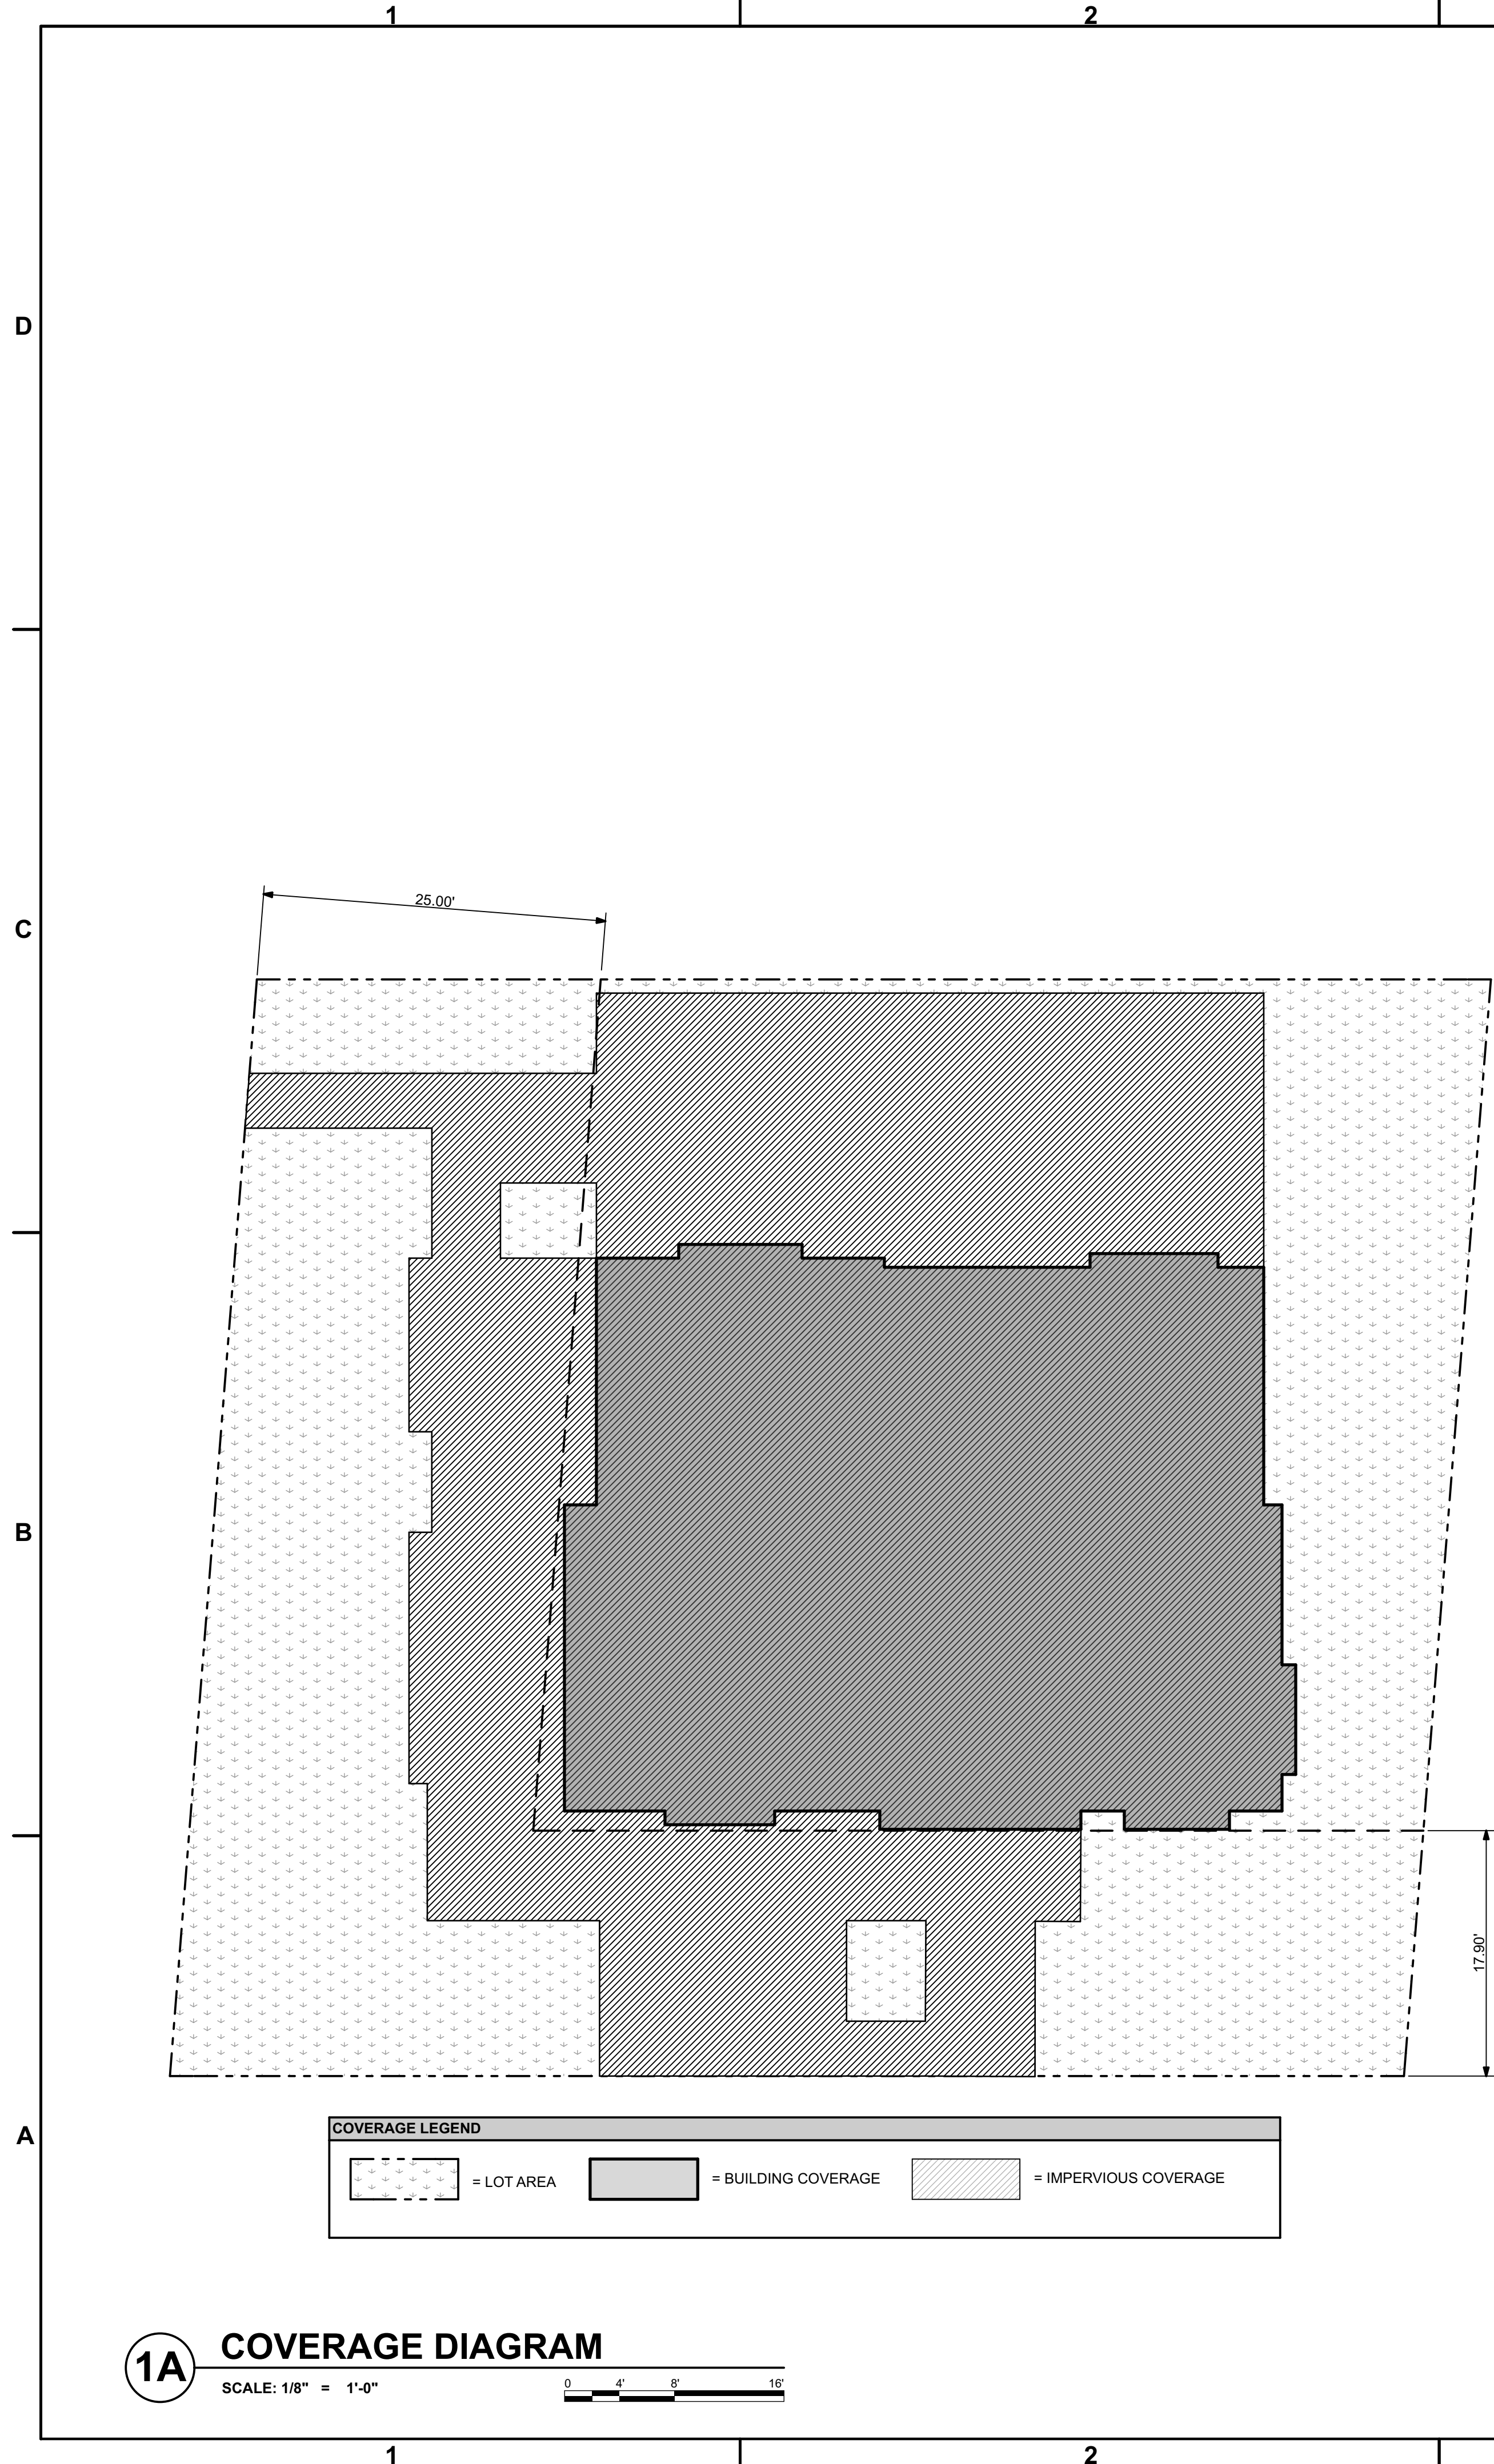 1 2
D
25.00'
C
B
17.90'
A
COVERAGE LEGEND
= LOT AREA = BUILDING COVERAGE = IMPERVIOUS COVERAGE
1A COVERAGE DIAGRAM
SCALE: 1/8" = 1'-0"
0 4' 8' 16'
1 2